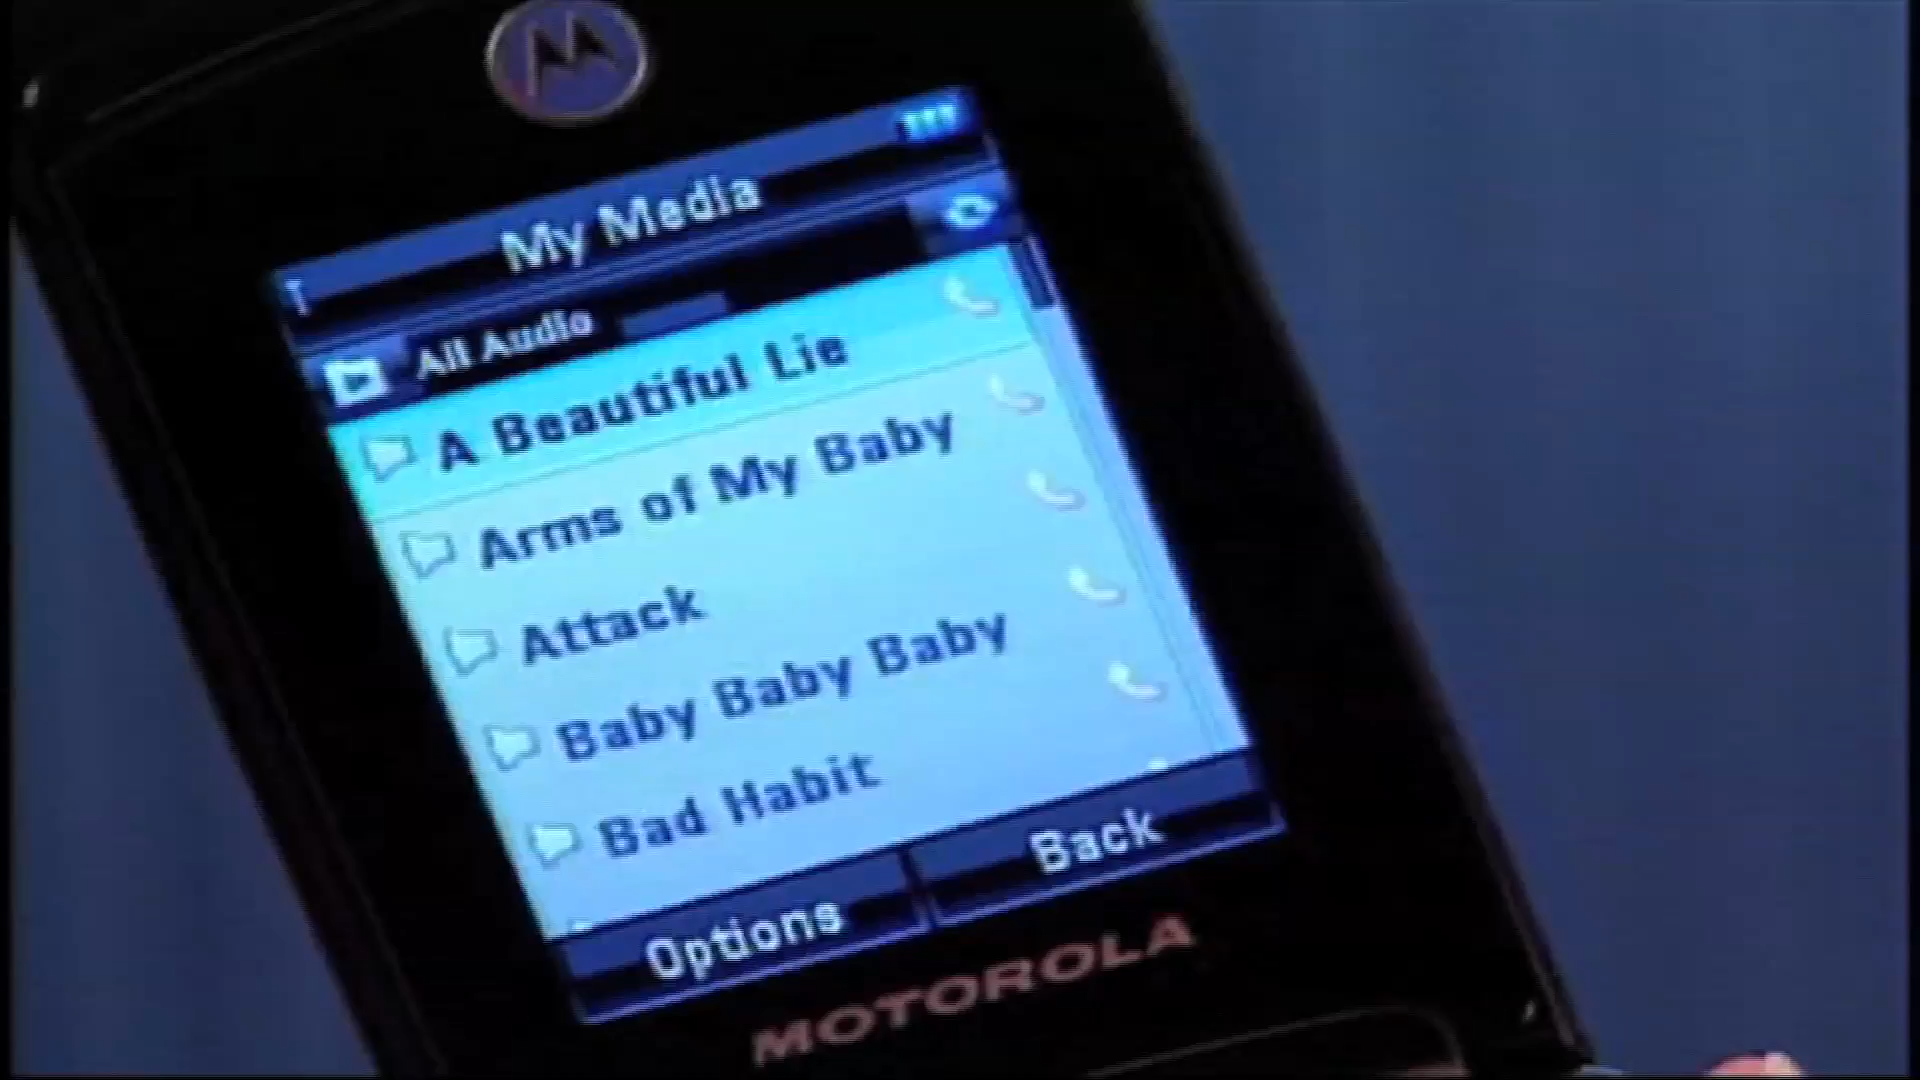 My Media
All Audio
A Beautiful Lie
Arms of My Baby
Attack
Baby Baby Baby
Bad Habit
Options
Back
MOTOROLA